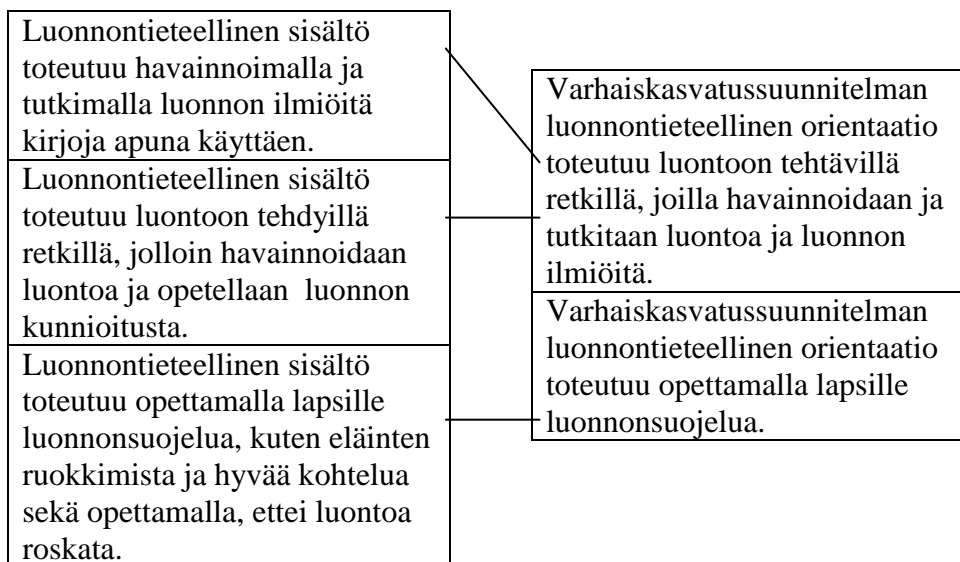 Luonnontieteellinen sisältö
toteutuu havainnoimalla ja
tutkimalla luonnon ilmiöitä
kirjoja apuna käyttäen.
Luonnontieteellinen sisältö
toteutuu luontoon tehdyillä
retkillä, jolloin havainnoidaan
luontoa ja opetellaan luonnon
kunnioitusta.
Luonnontieteellinen sisältö
toteutuu opettamalla lapsille
luonnonsuojelua, kuten eläinten
ruokkimista ja hyvää kohtelua
sekä opettamalla, ettei luontoa
roskata.
Varhaiskasvatussuunnitelman
luonnontieteellinen orientaatio
toteutuu luontoon tehtävillä
retkillä, joilla havainnoidaan ja
tutkitaan luontoa ja luonnon
ilmiöitä.
Varhaiskasvatussuunnitelman
luonnontieteellinen orientaatio
toteutuu opettamalla lapsille
luonnonsuojelua.